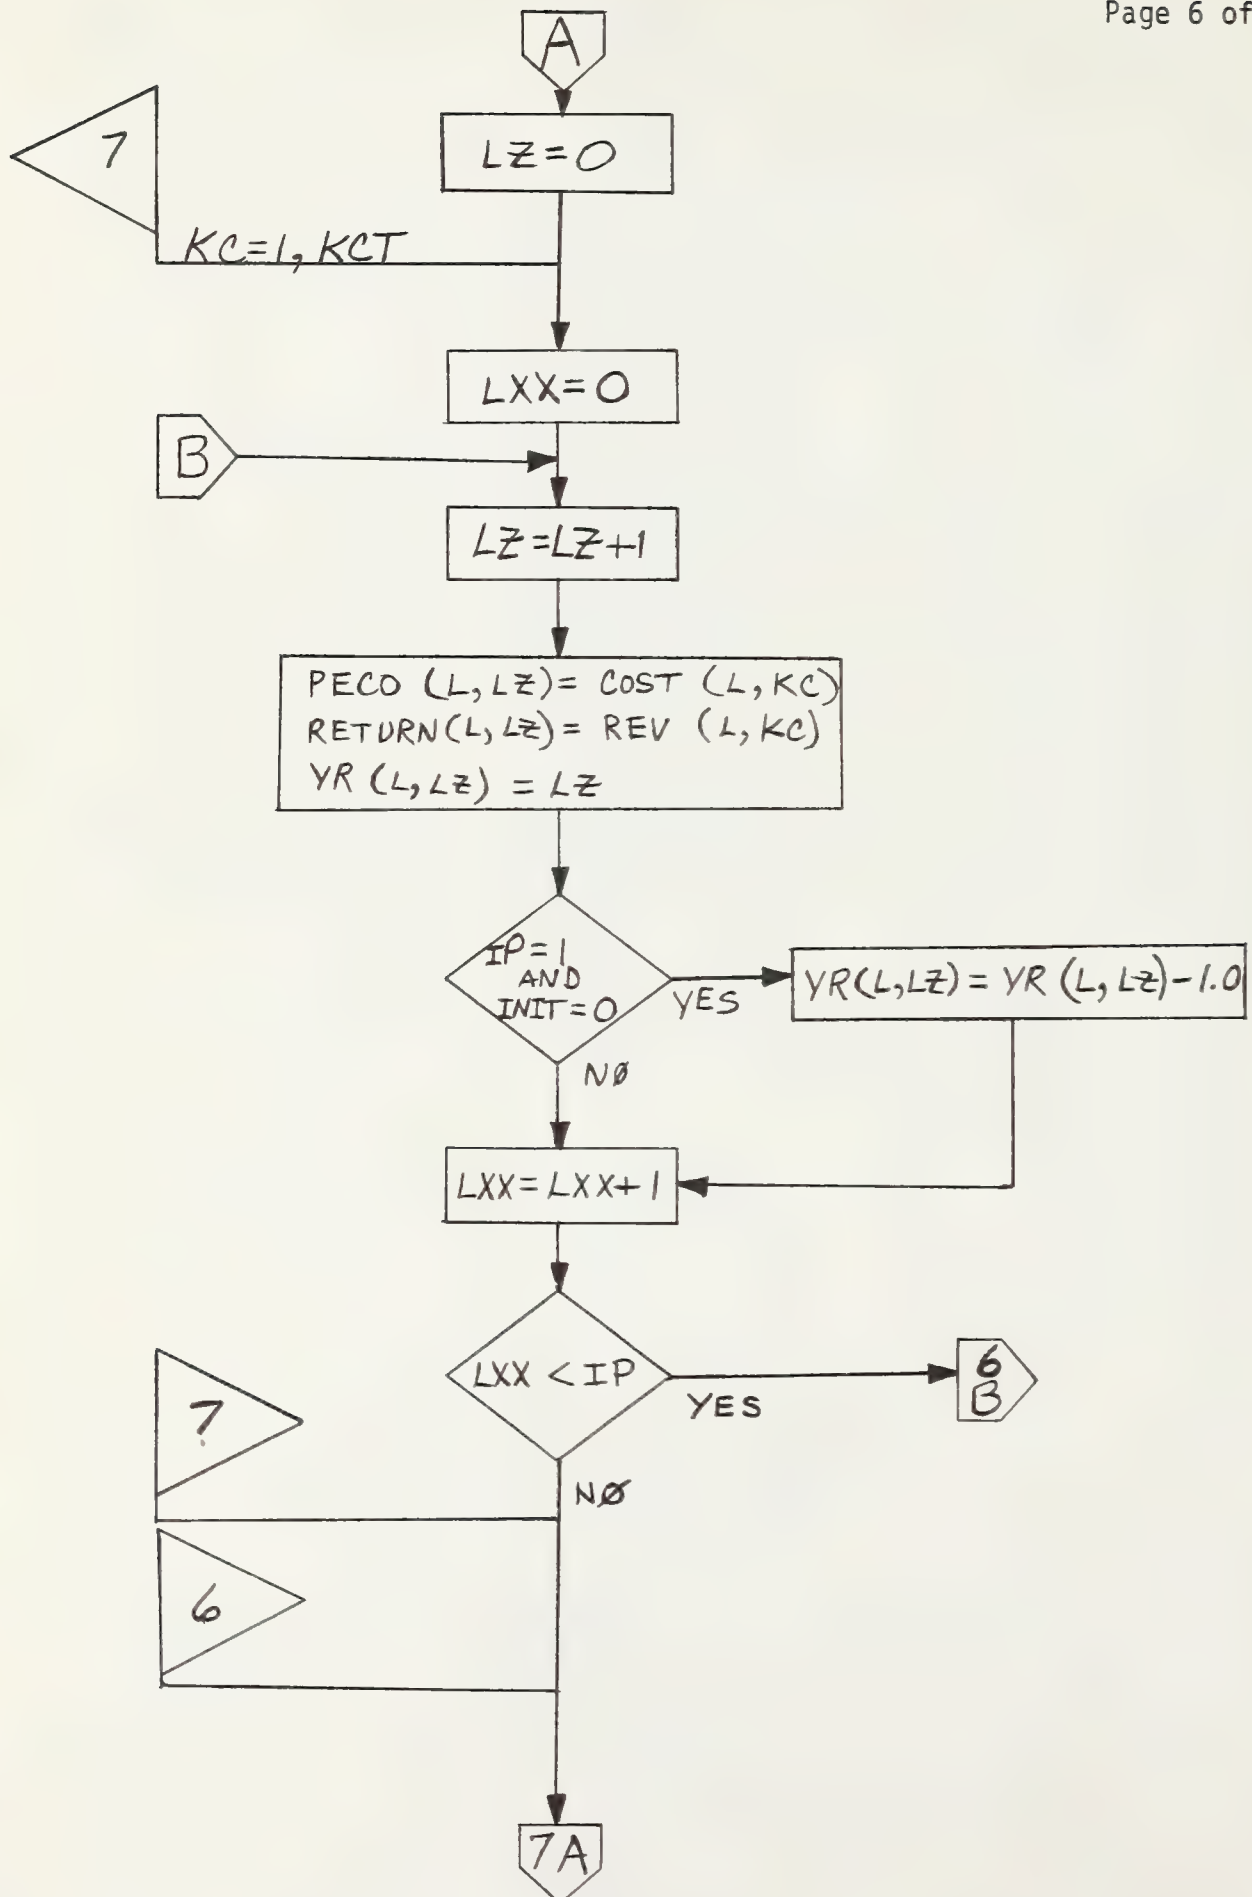 Page 6 of
A
LZ=0
7
KC=1, KCT
LXX=0
B
LZ=LZ+1
PECO (L, LZ)= COST (L, KC)
RETURN(L, LZ)= REV (L, KC)
YR (L, LZ) = LZ
IP=1
AND
INIT=0
YES
YR(L,LZ)= YR (L, LZ)-1.0
NØ
LXX=LXX+1
LXX < IP
YES
6
B
7
NØ
6
7A